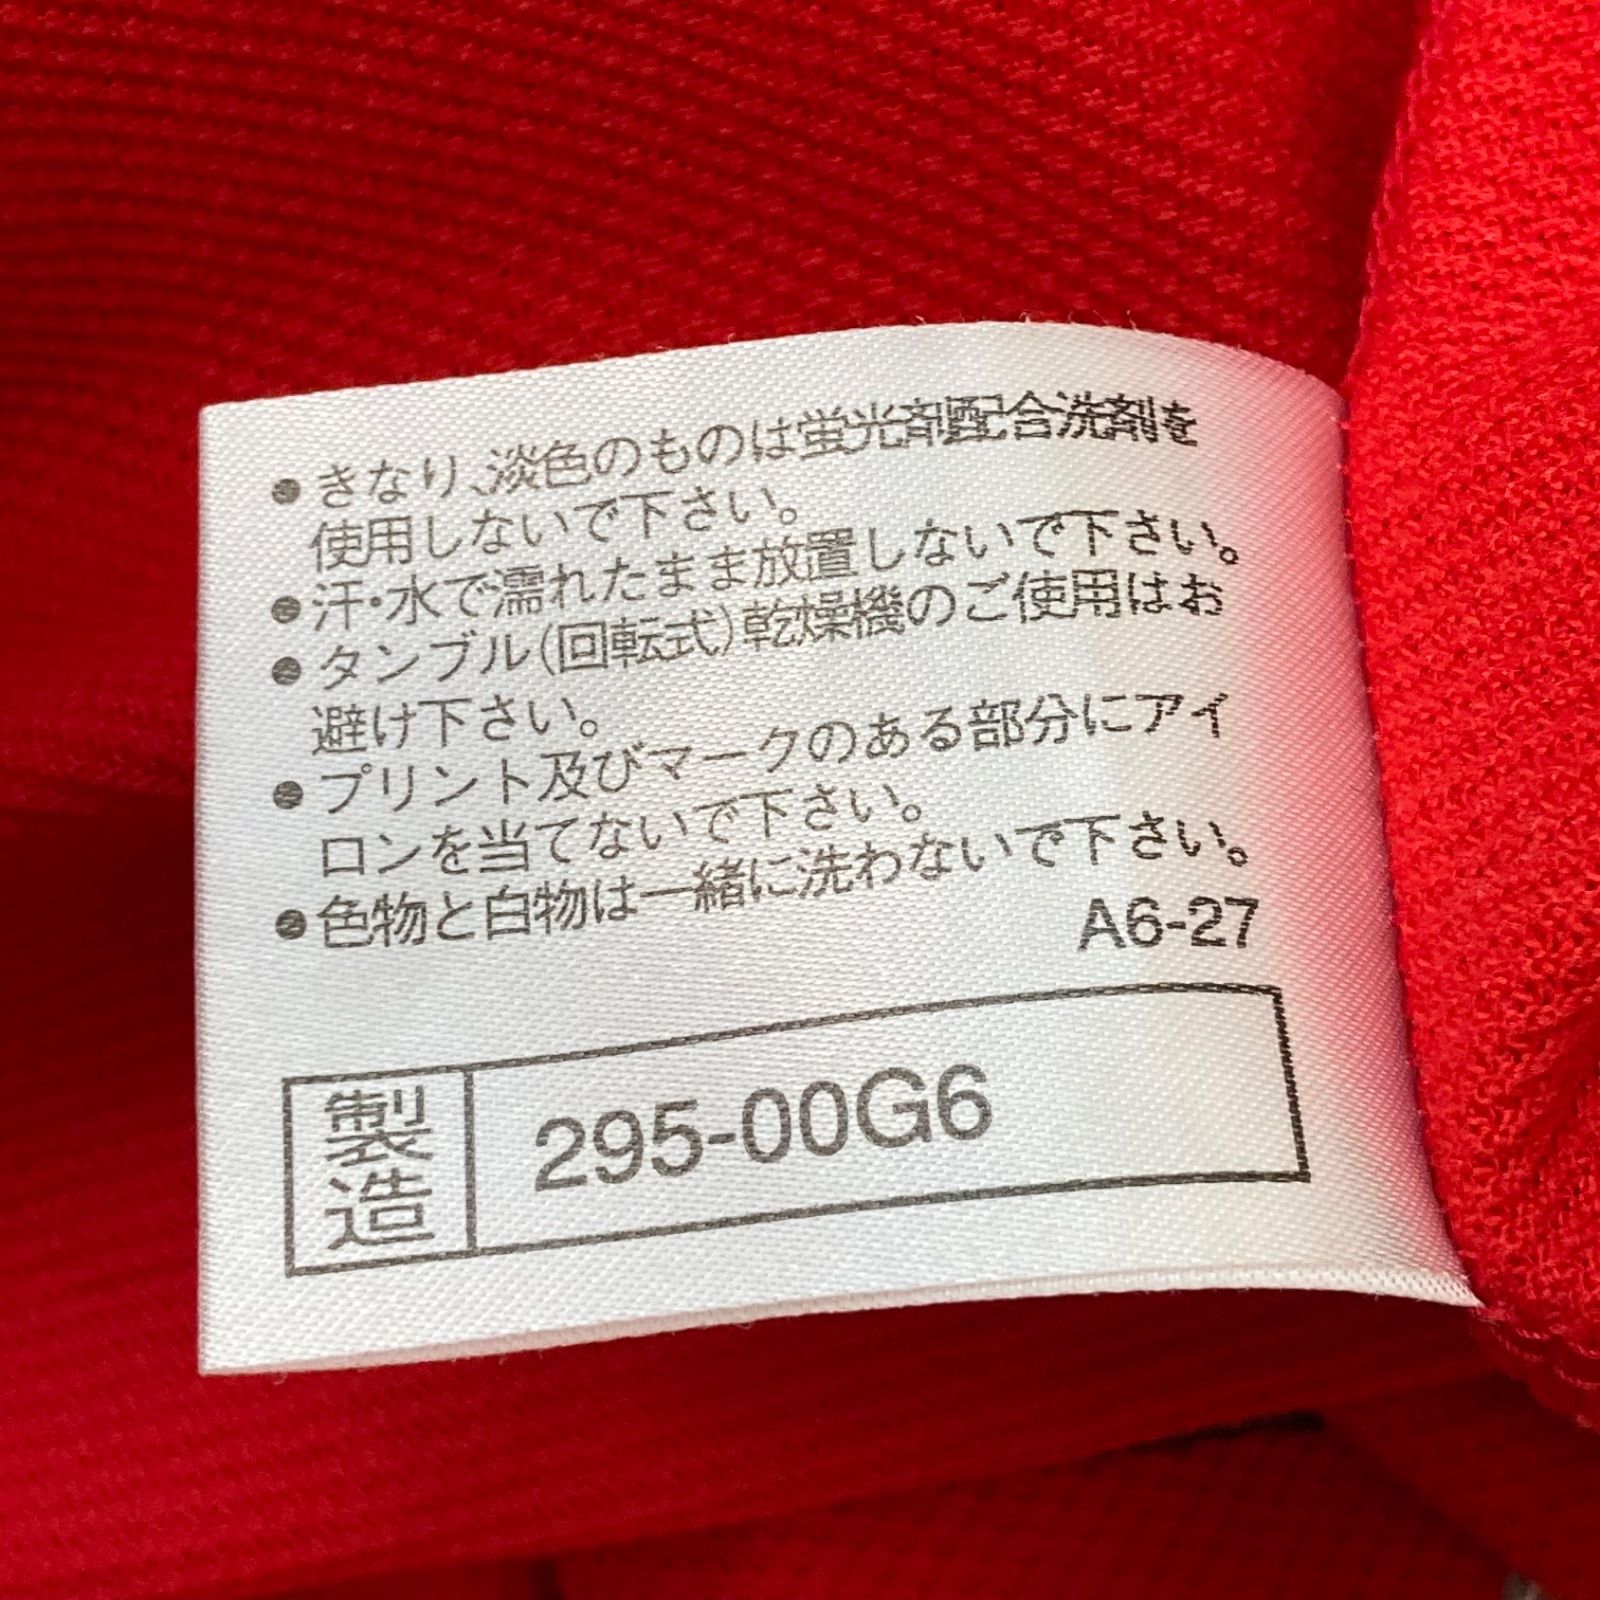 ●きなり、淡色のものは蛍光剤配合洗剤を
使用しないで下さい。
●汗・水で濡れたまま放置しないで下さい。
●タンブル(回転式)乾燥機のご使用はお
避け下さい。
●プリント及びマークのある部分にアイ
ロンを当てないで下さい。
●色物と白物は一緒に洗わないで下さい。
A6-27
製造 295-00G6